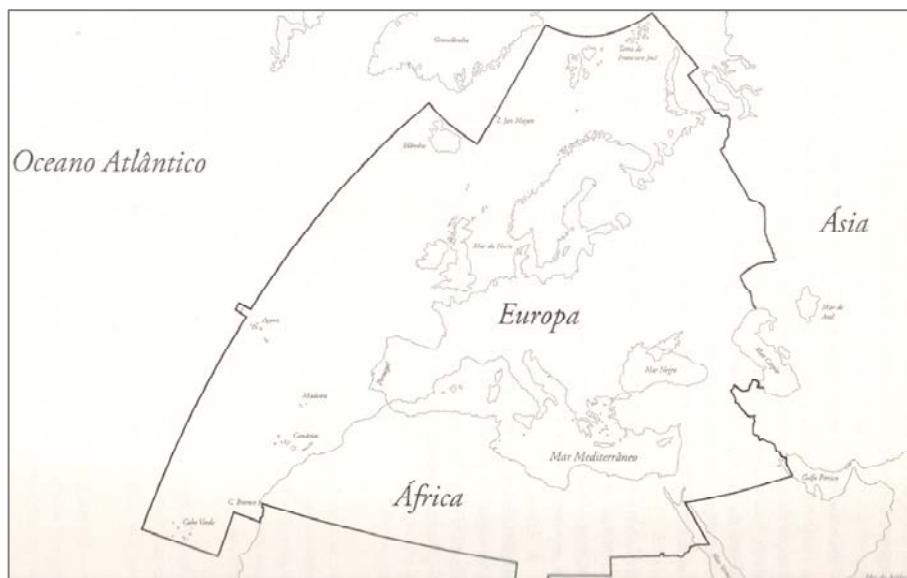 Gronelândia
Terra de
Francisco José
I. Jan Mayen
Islândia
Oceano Atlântico
Ásia
Mar do Norte
Mar de
Aral
Europa
Açores
Mar Cáspio
Mar Negro
Portugal
Madeira
Canárias
Mar Mediterrâneo
Golfo Pérsico
África
C. Branco
Cabo Verde